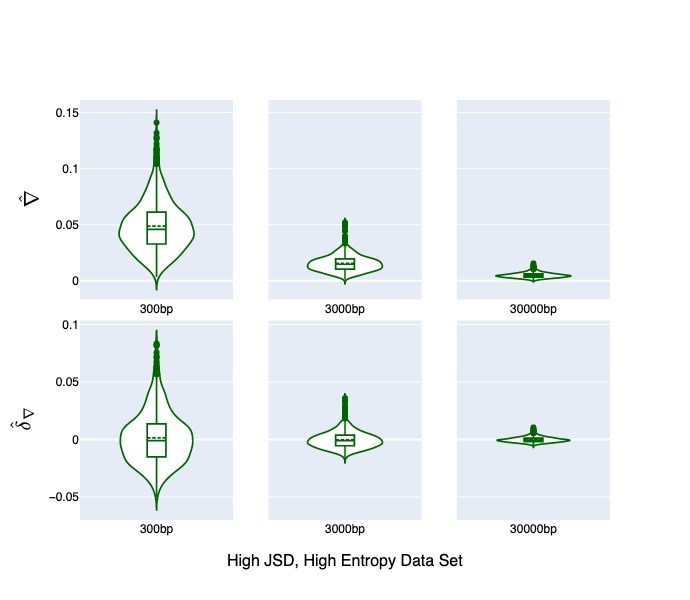 0.15
0.1
0.05
0
∇̂
300bp
3000bp
30000bp
0.1
0.05
0
−0.05
δ̂∇
300bp
3000bp
30000bp
High JSD, High Entropy Data Set